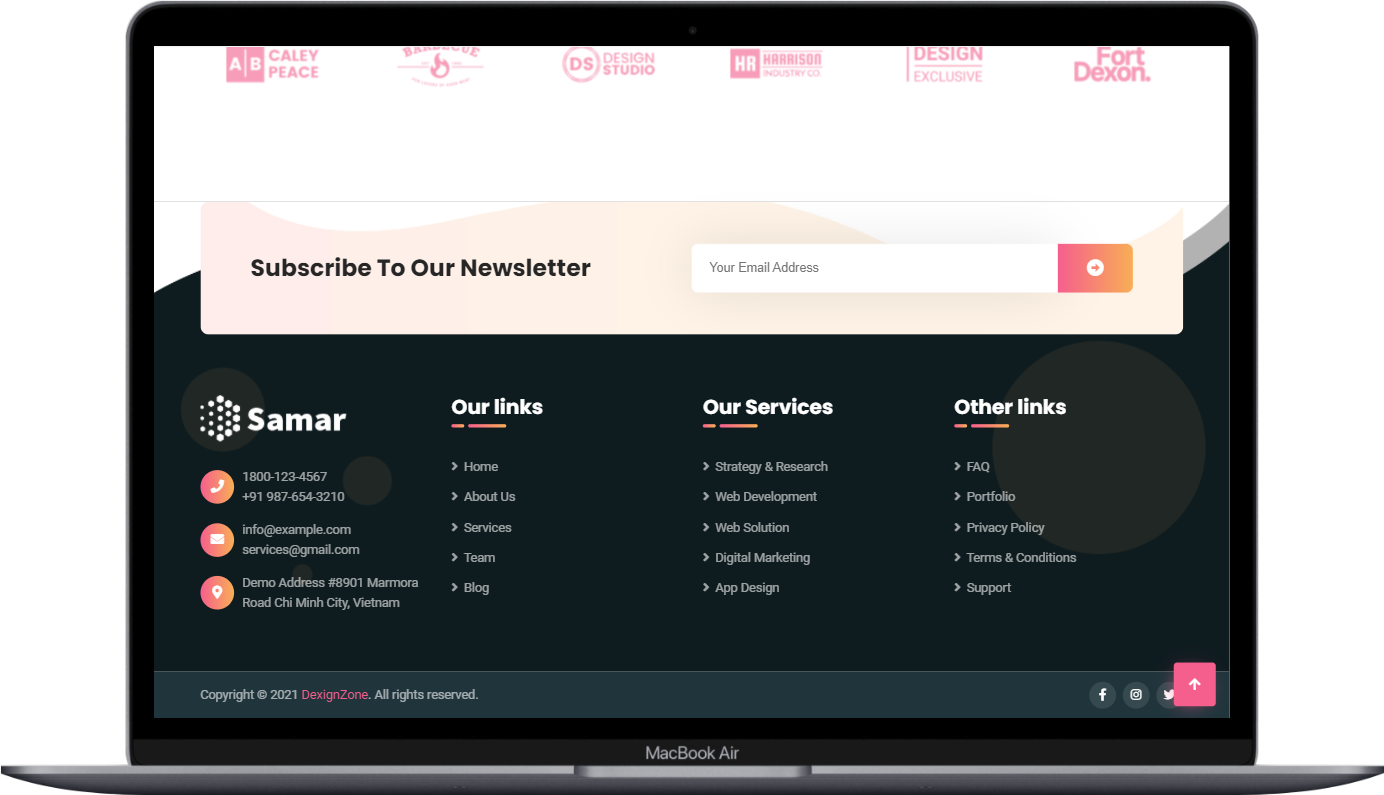 A|B CALEY PEACE
BARBECUE
DS DESIGN STUDIO
HR HARRISON INDUSTRY CO.
DESIGN EXCLUSIVE
Fort Dexon.
Subscribe To Our Newsletter
Your Email Address
Samar
1800-123-4567
+91 987-654-3210
info@example.com
services@gmail.com
Demo Address #8901 Marmora
Road Chi Minh City, Vietnam
Our links
Home
About Us
Services
Team
Blog
Our Services
Strategy & Research
Web Development
Web Solution
Digital Marketing
App Design
Other links
FAQ
Portfolio
Privacy Policy
Terms & Conditions
Support
Copyright © 2021 DexignZone. All rights reserved.
MacBook Air